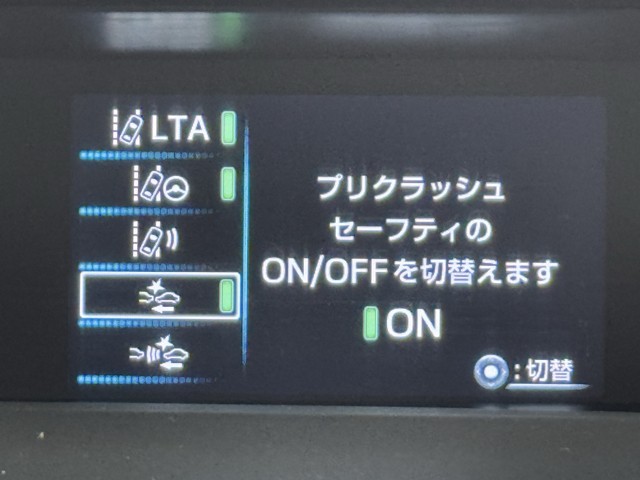 LTA
プリクラッシュ
セーフティの
ON/OFFを切替えます
ON
:切替